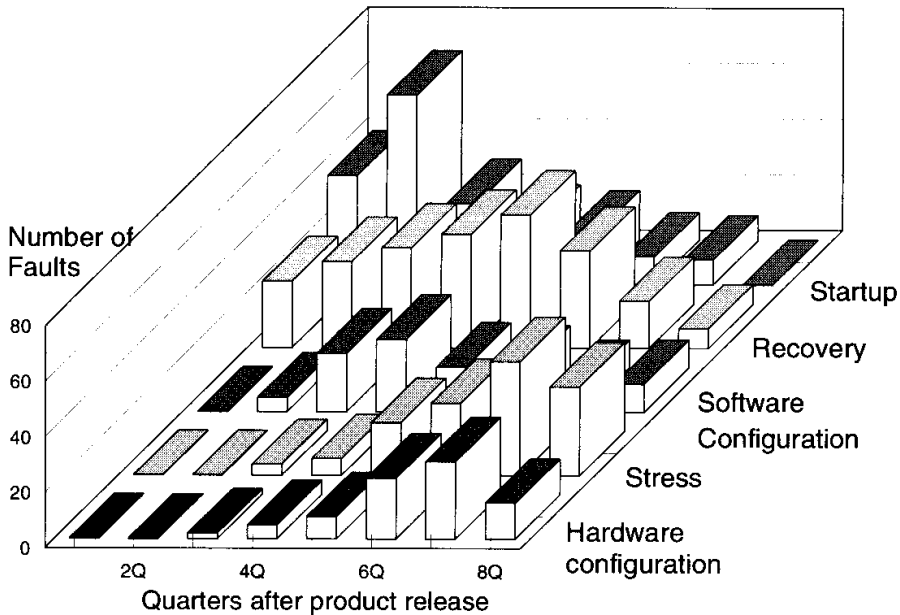 Number of
Faults
80
60
40
20
0
2Q
4Q
6Q
8Q
Quarters after product release
Startup
Recovery
Software
Configuration
Stress
Hardware
configuration